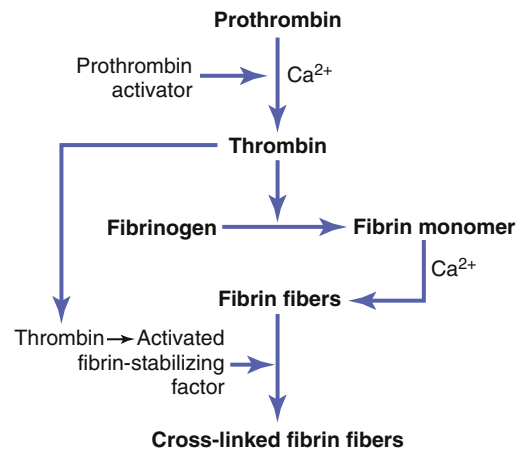 Prothrombin
Prothrombin
activator
Ca²⁺
Thrombin
Fibrinogen
Fibrin monomer
Ca²⁺
Fibrin fibers
Thrombin → Activated
fibrin-stabilizing
factor
Cross-linked fibrin fibers